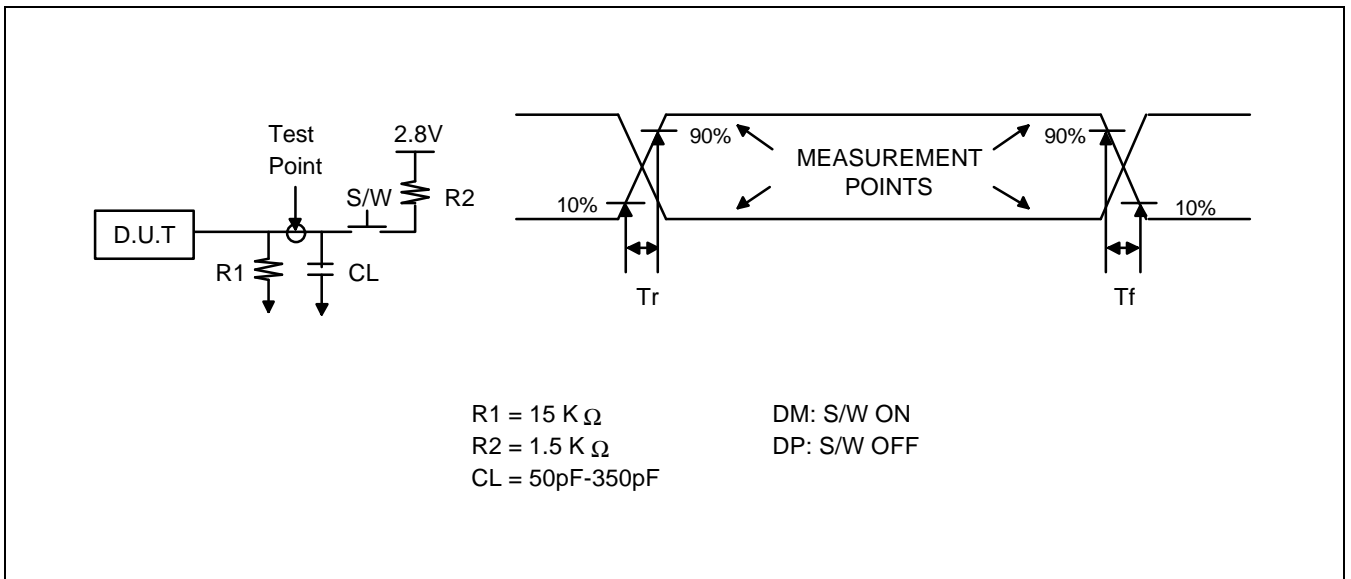 Test
Point
2.8V
S/W
R2
D.U.T
R1
CL
90%
MEASUREMENT
POINTS
90%
10%
10%
Tr
Tf
R1 = 15 K Ω
R2 = 1.5 K Ω
CL = 50pF-350pF
DM: S/W ON
DP: S/W OFF